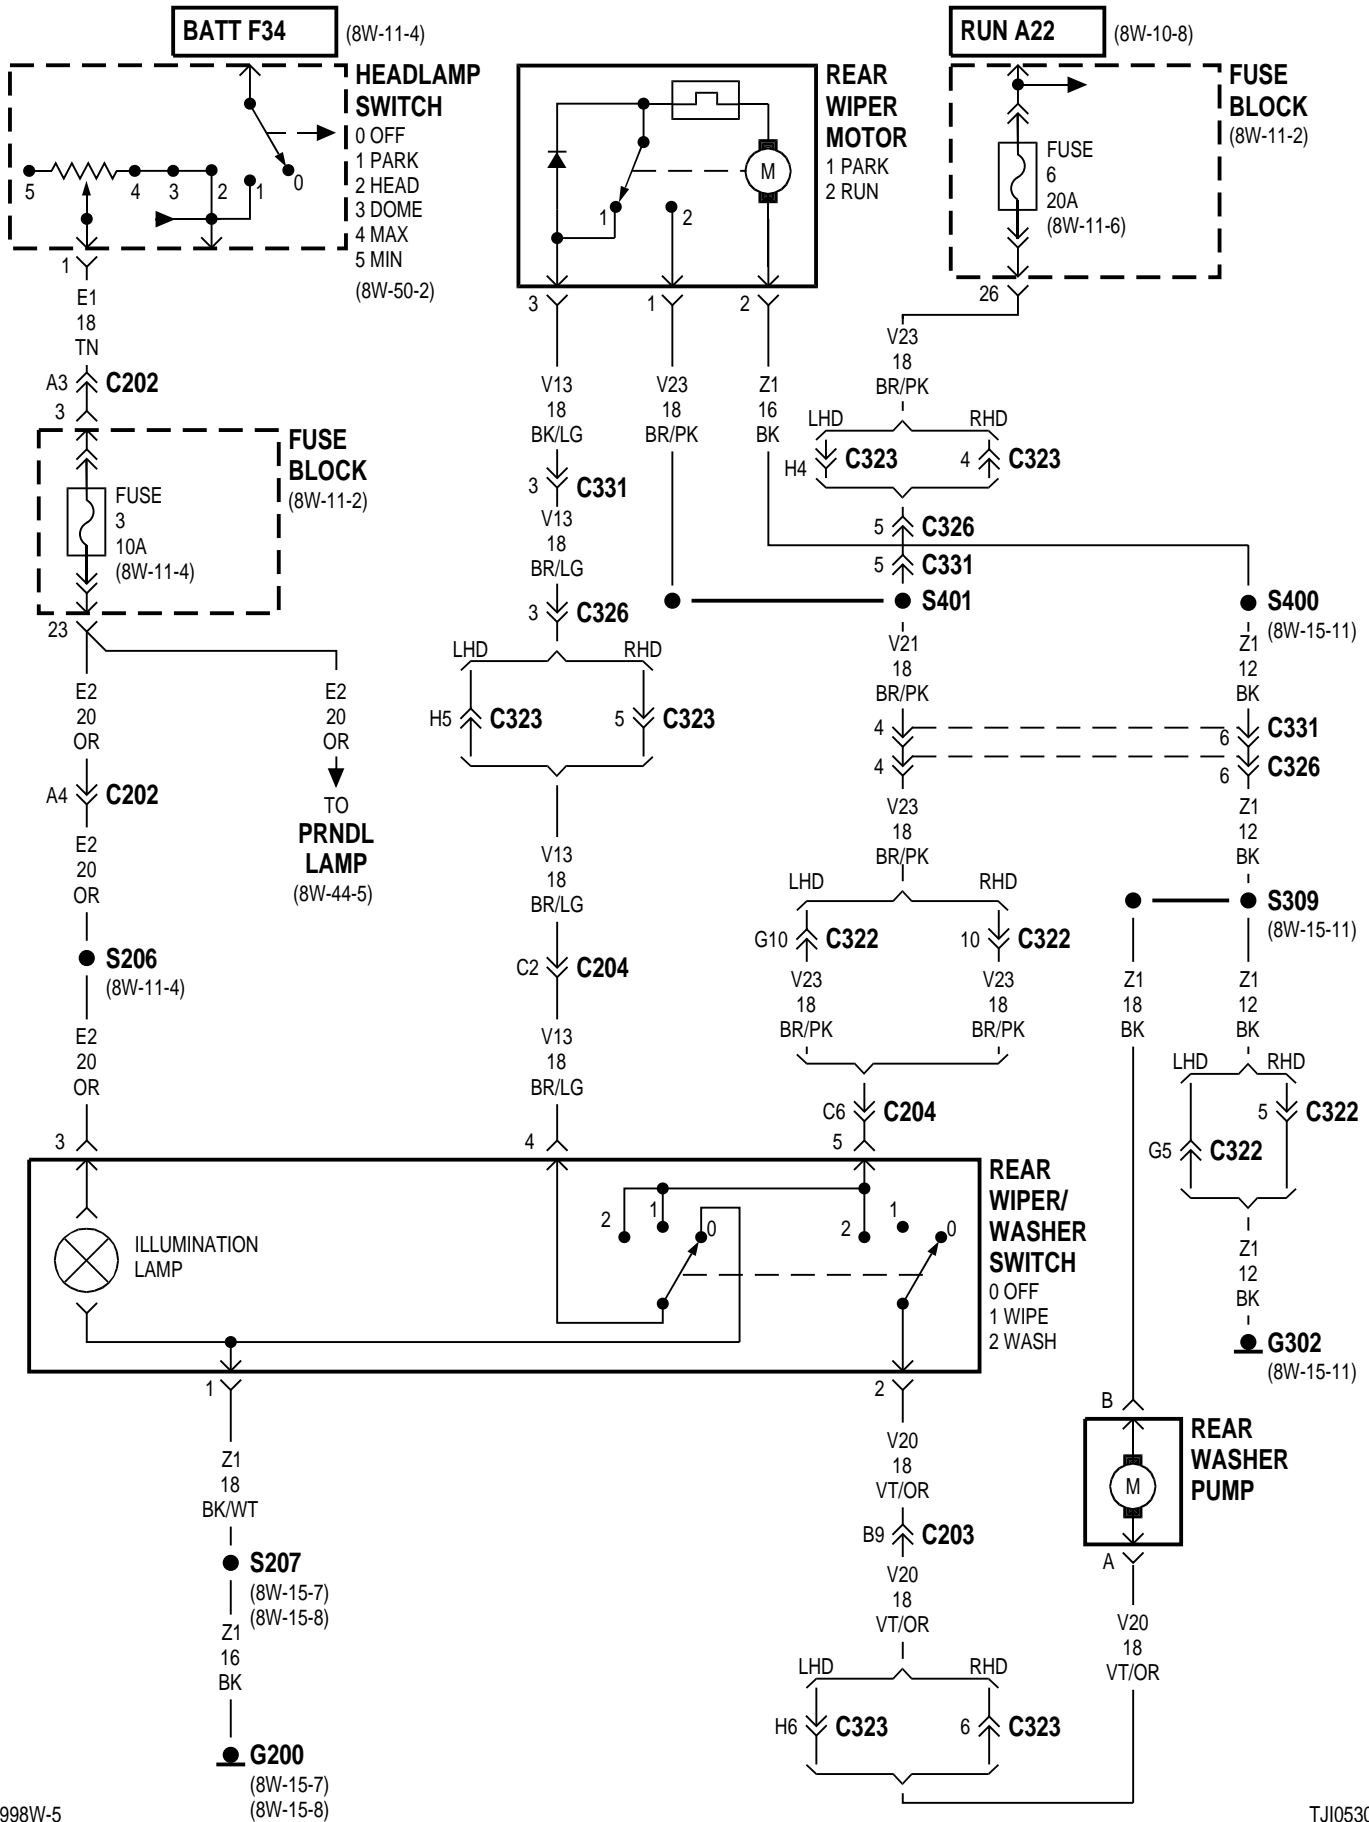 BATT F34
(8W-11-4)
HEADLAMP
SWITCH
0 OFF
1 PARK
2 HEAD
3 DOME
4 MAX
5 MIN
(8W-50-2)
5
4
3
2
1
0
1
E1
18
TN
A3
C202
3
FUSE
BLOCK
(8W-11-2)
FUSE
3
10A
(8W-11-4)
23
E2
20
OR
E2
20
OR
A4
C202
TO
PRNDL
LAMP
(8W-44-5)
E2
20
OR
S206
(8W-11-4)
E2
20
OR
3
REAR
WIPER
MOTOR
1 PARK
2 RUN
M
1
2
3
1
2
V13
18
BK/LG
V23
18
BR/PK
Z1
16
BK
3
C331
V13
18
BR/LG
3
C326
LHD
RHD
H5
C323
5
C323
V13
18
BR/LG
C2
C204
V13
18
BR/LG
4
RUN A22
(8W-10-8)
FUSE
BLOCK
(8W-11-2)
FUSE
6
20A
(8W-11-6)
26
V23
18
BR/PK
LHD
RHD
H4
C323
4
C323
5
C326
5
C331
S401
S400
(8W-15-11)
V21
18
BR/PK
Z1
12
BK
4
6
C331
4
6
C326
V23
18
BR/PK
Z1
12
BK
LHD
RHD
S309
(8W-15-11)
G10
C322
10
C322
V23
18
BR/PK
V23
18
BR/PK
Z1
18
BK
Z1
12
BK
LHD
RHD
C6
C204
5
C322
5
G5
C322
REAR
WIPER/
WASHER
SWITCH
0 OFF
1 WIPE
2 WASH
ILLUMINATION
LAMP
2
1
0
2
1
0
Z1
12
BK
G302
(8W-15-11)
1
2
B
REAR
WASHER
PUMP
M
A
Z1
18
BK/WT
S207
(8W-15-7)
(8W-15-8)
Z1
16
BK
G200
(8W-15-7)
(8W-15-8)
V20
18
VT/OR
B9
C203
V20
18
VT/OR
V20
18
VT/OR
LHD
RHD
H6
C323
6
C323
998W-5
TJI0530